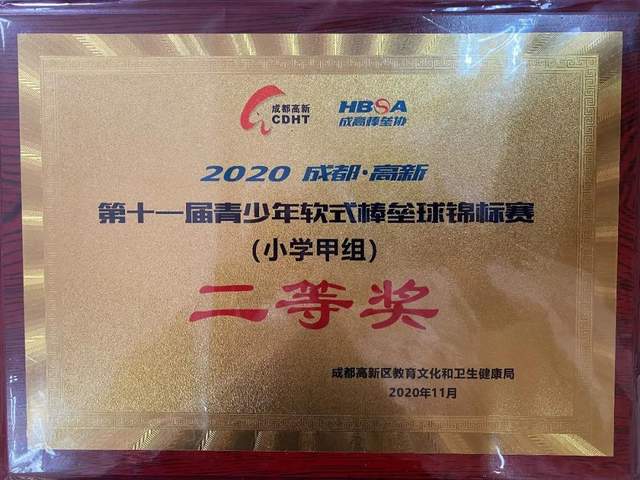 成都高新
CDHT
HBSA
成高棒垒协
2020 成都·高新
第十一届青少年软式棒垒球锦标赛
(小学甲组)
二等奖
成都高新区教育文化和卫生健康局
2020年11月